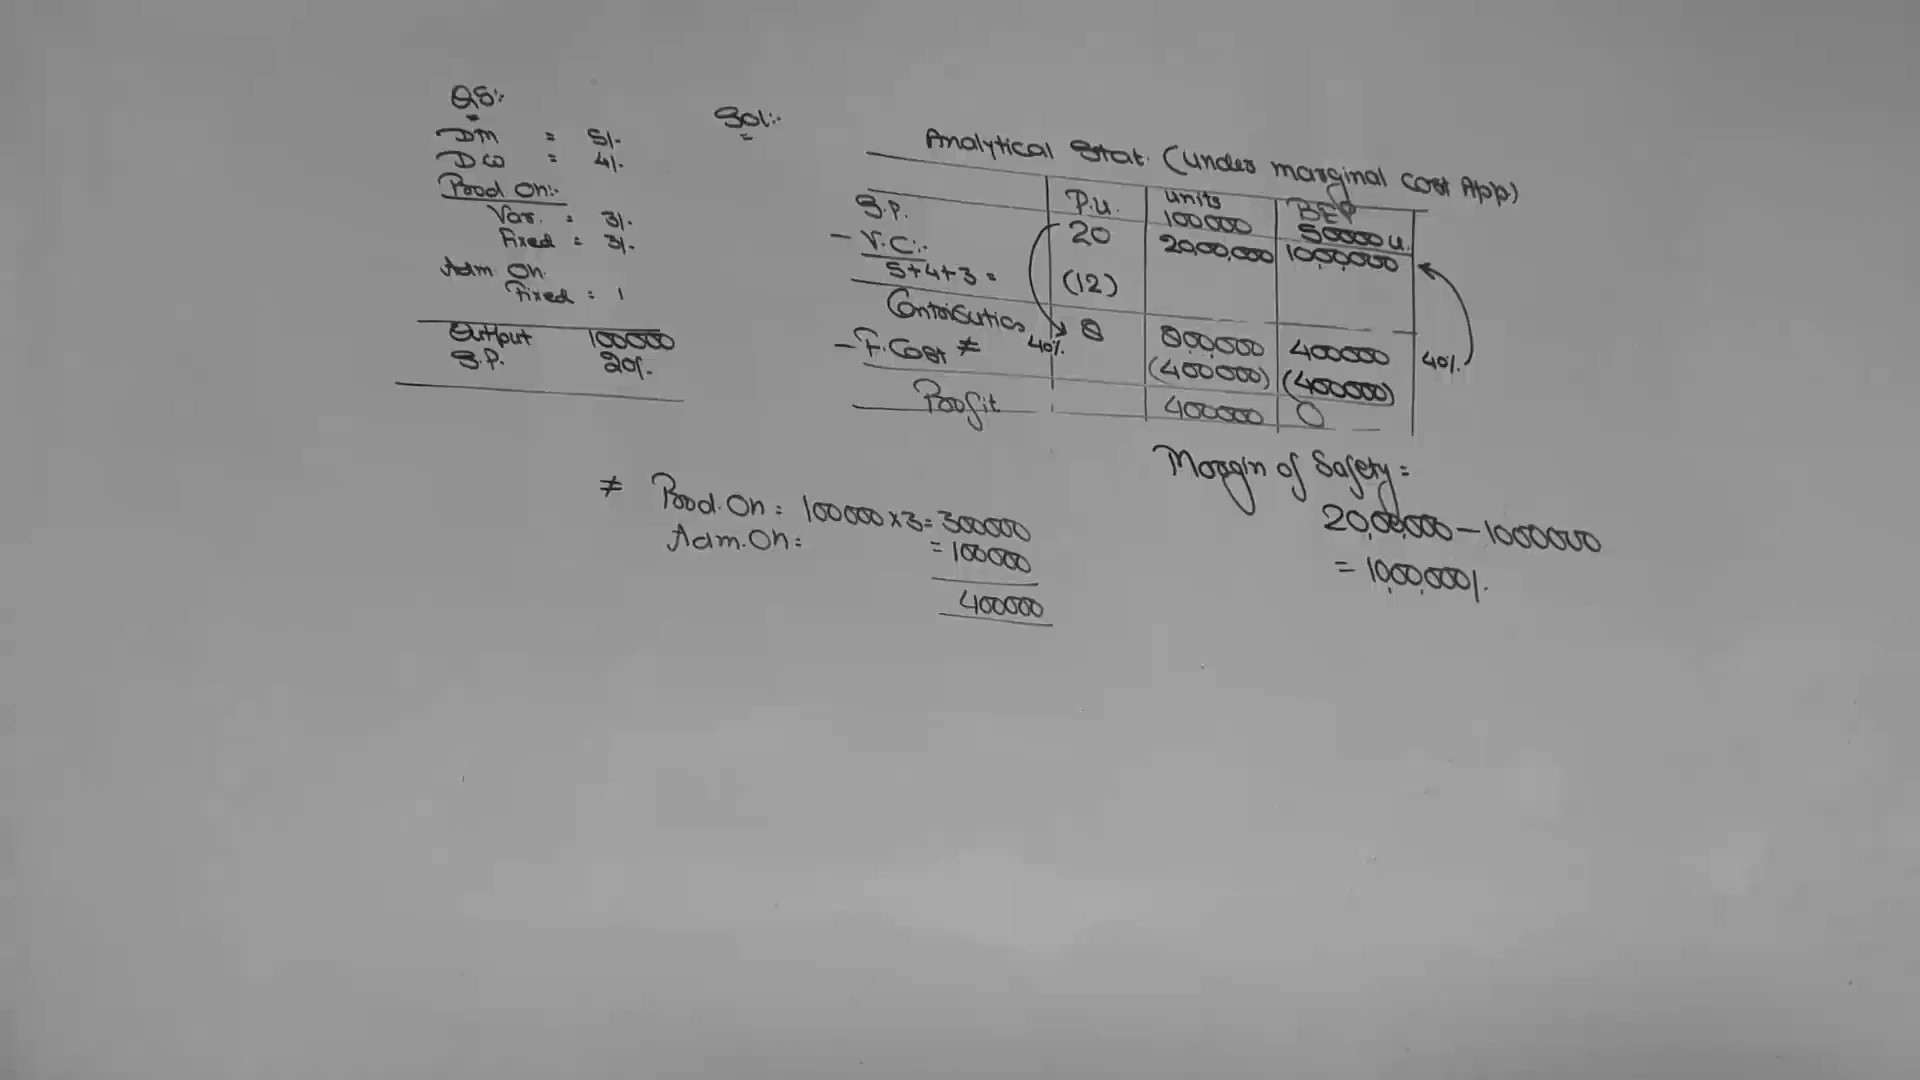 Q5:-
DM = 5/-
DW = 4/-
Prod. OH:-
Var. = 3/-
Fixed = 3/-
Adm OH.
Fixed = 1
Output 100000
S.P. 20/-
Sol:-
Analytical Stat. (under marginal cost App)
P.U. units BEP
100000 50000 u.
S.P. 20 20,00,000 10,00,000
- V.C:-
5+4+3 = (12)
Contribution 40% 8 800,000 400000 40%
- F. Cost ≠ (400000) (400000)
Profit 400000 0
≠ Prod. OH = 100000 x 3 = 300000
Adm. OH = = 100000
400000
Margin of Safety =
20,00,000 - 1000000
= 10,00,000/-